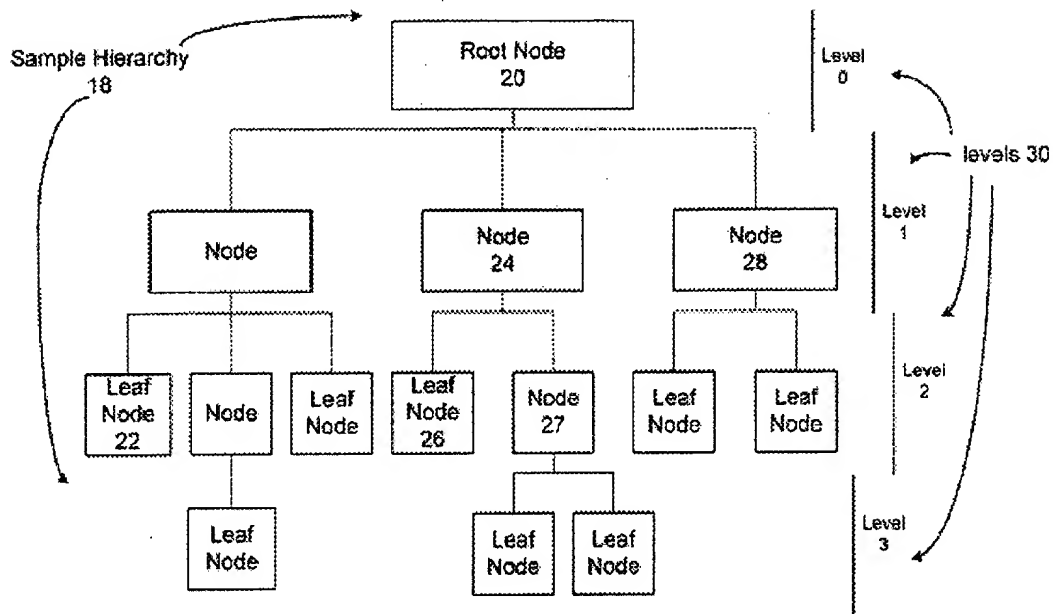 Sample Hierarchy
18
Root Node
20
Level
0
levels 30
Node
Node
24
Node
28
Level
1
Leaf
Node
22
Node
Leaf
Node
Leaf
Node
26
Node
27
Leaf
Node
Leaf
Node
Level
2
Leaf
Node
Leaf
Node
Leaf
Node
Level
3